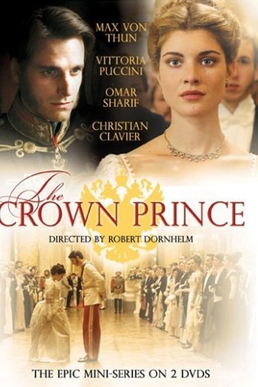 MAX VON
THUN
VITTORIA
PUCCINI
OMAR
SHARIF
CHRISTIAN
CLAVIER
The
CROWN PRINCE
DIRECTED BY ROBERT DORNHELM
THE EPIC MINI-SERIES ON 2 DVDS